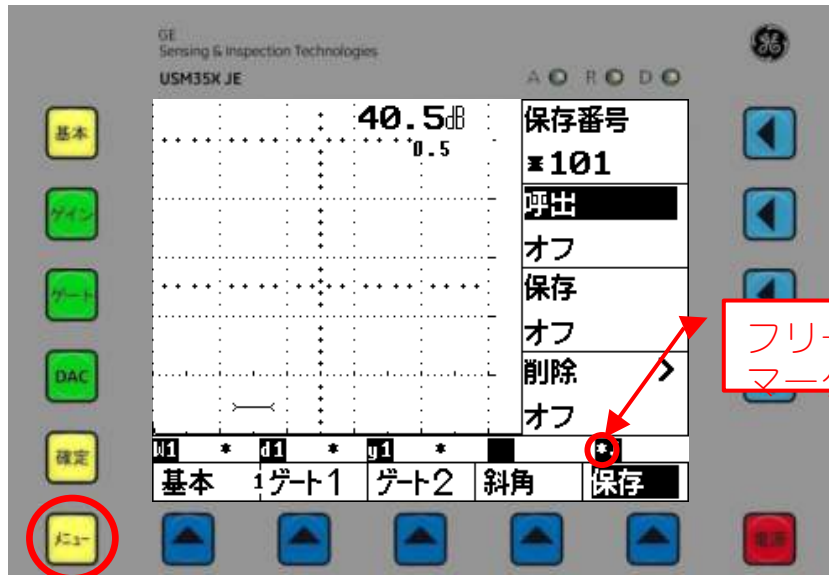 GE
Sensing & Inspection Technologies
USM35X JE
A R D
基本
ゲイン
ゲート
DAC
確定
メニュー
40.5dB
0.5
保存番号
101
呼出
オフ
保存
オフ
削除 >
オフ
フリー
マーク
W1 * d1 * y1 * *
基本 1 ゲート1 ゲート2 斜角 保存
電源